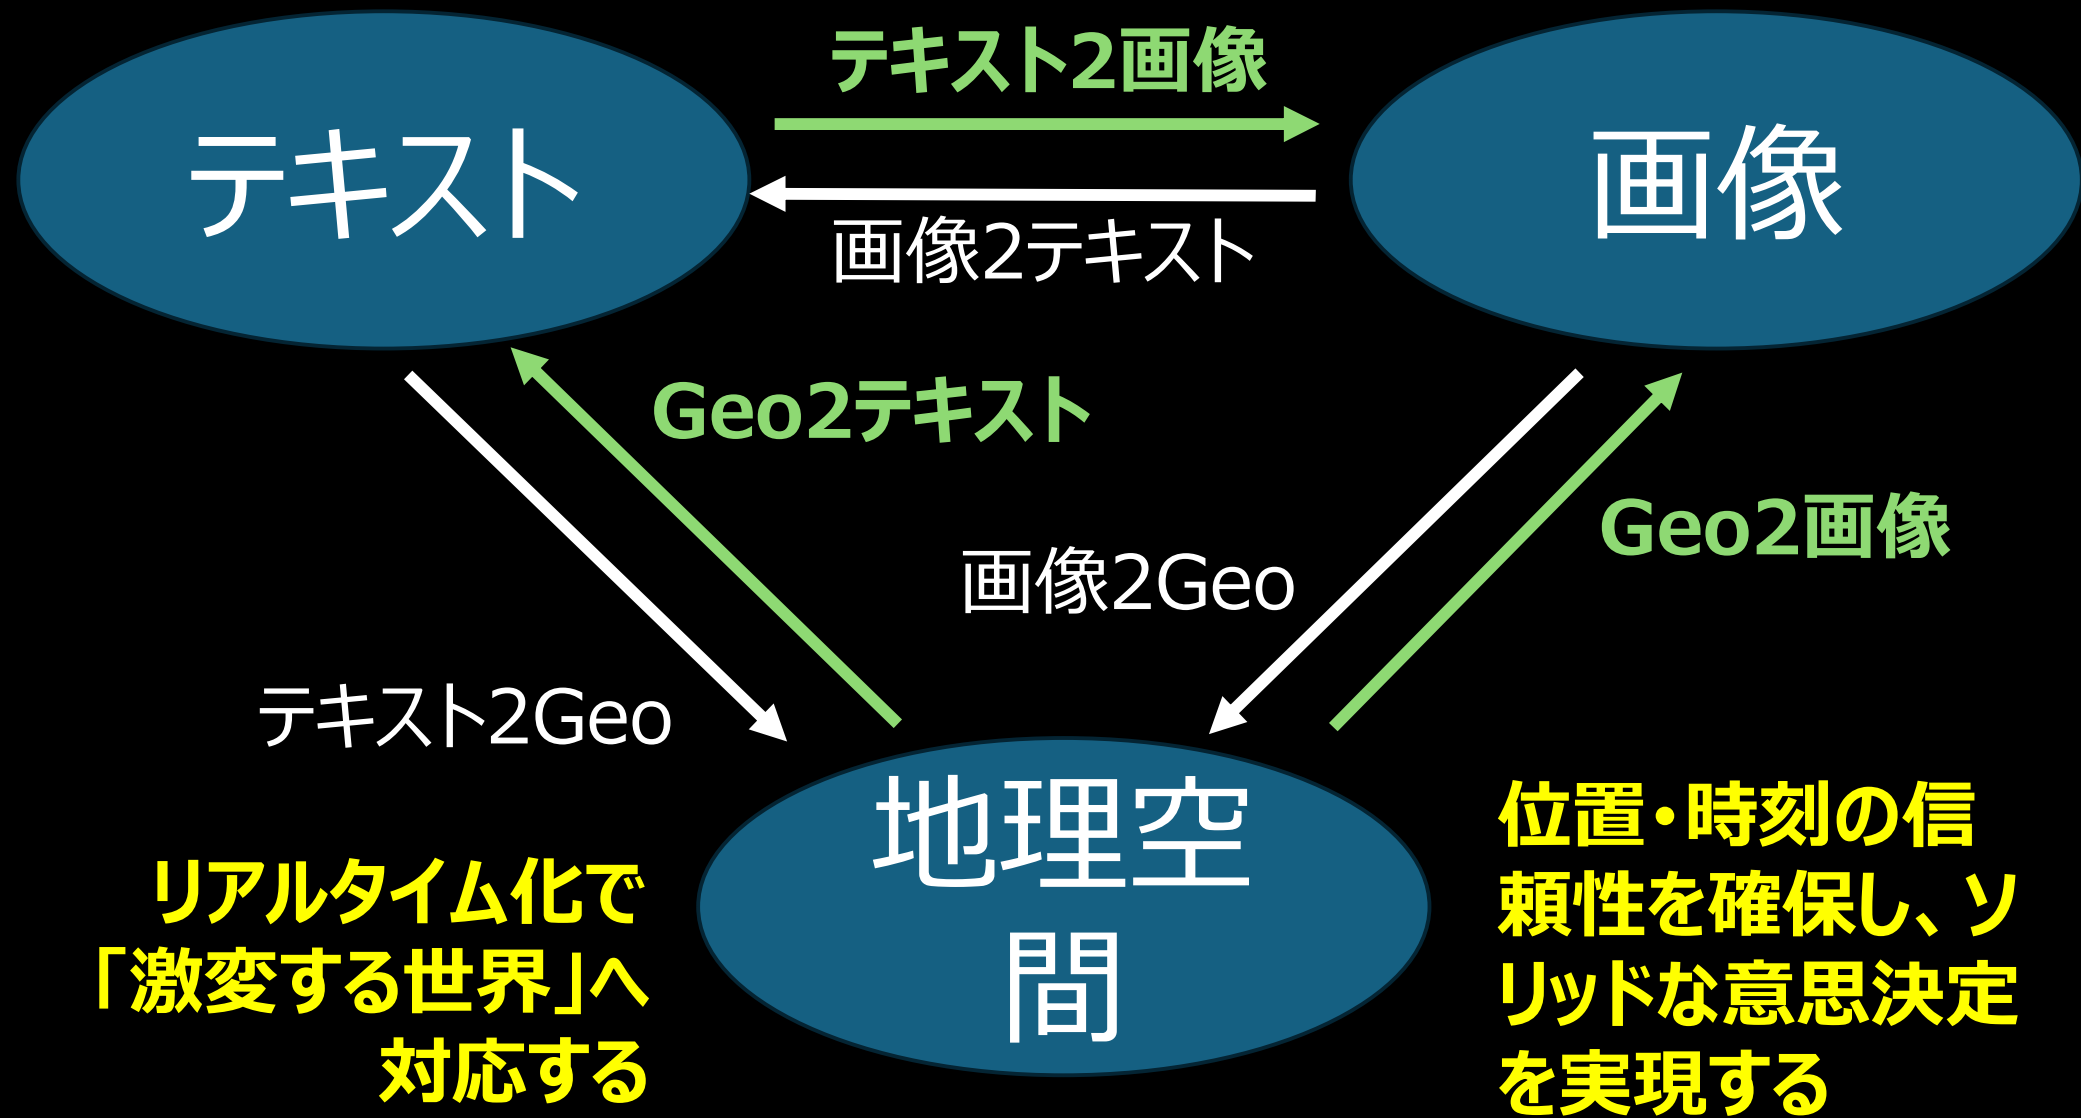 テキスト2画像
テキスト
画像
画像2テキスト
Geo2テキスト
Geo2画像
画像2Geo
テキスト2Geo
地理空
間
リアルタイム化で
「激変する世界」へ
対応する
位置・時刻の信
頼性を確保し、ソ
リッドな意思決定
を実現する